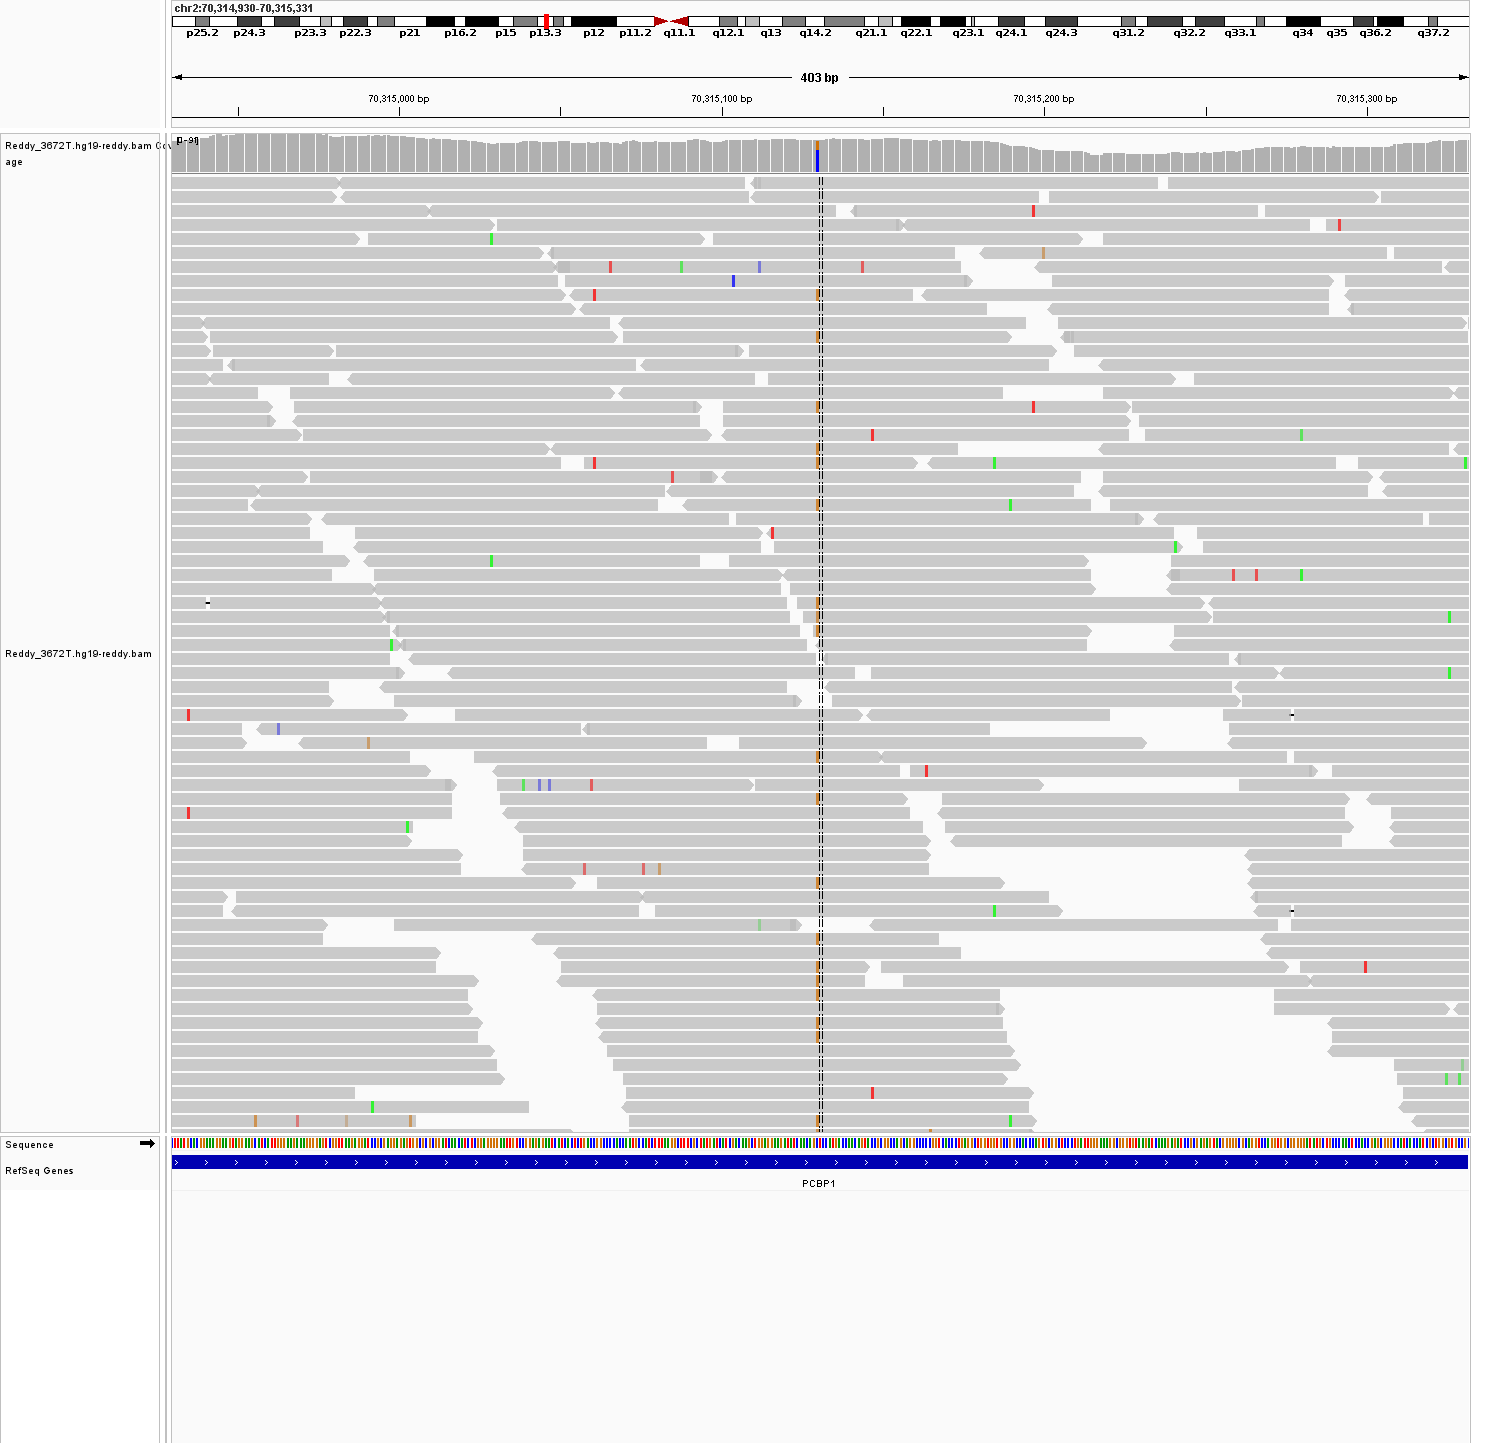 chr2:70,314,930-70,315,331
p25.2 p24.3 p23.3 p22.3 p21 p16.2 p15 p13.3 p12 p11.2 q11.1 q12.1 q13 q14.2 q21.1 q22.1 q23.1 q24.1 q24.3 q31.2 q32.2 q33.1 q34 q35 q36.2 q37.2
403 bp
70,315,000 bp 70,315,100 bp 70,315,200 bp 70,315,300 bp
Reddy_3672T.hg19-reddy.bam Cov
age
Reddy_3672T.hg19-reddy.bam
Sequence
RefSeq Genes
PCBP1